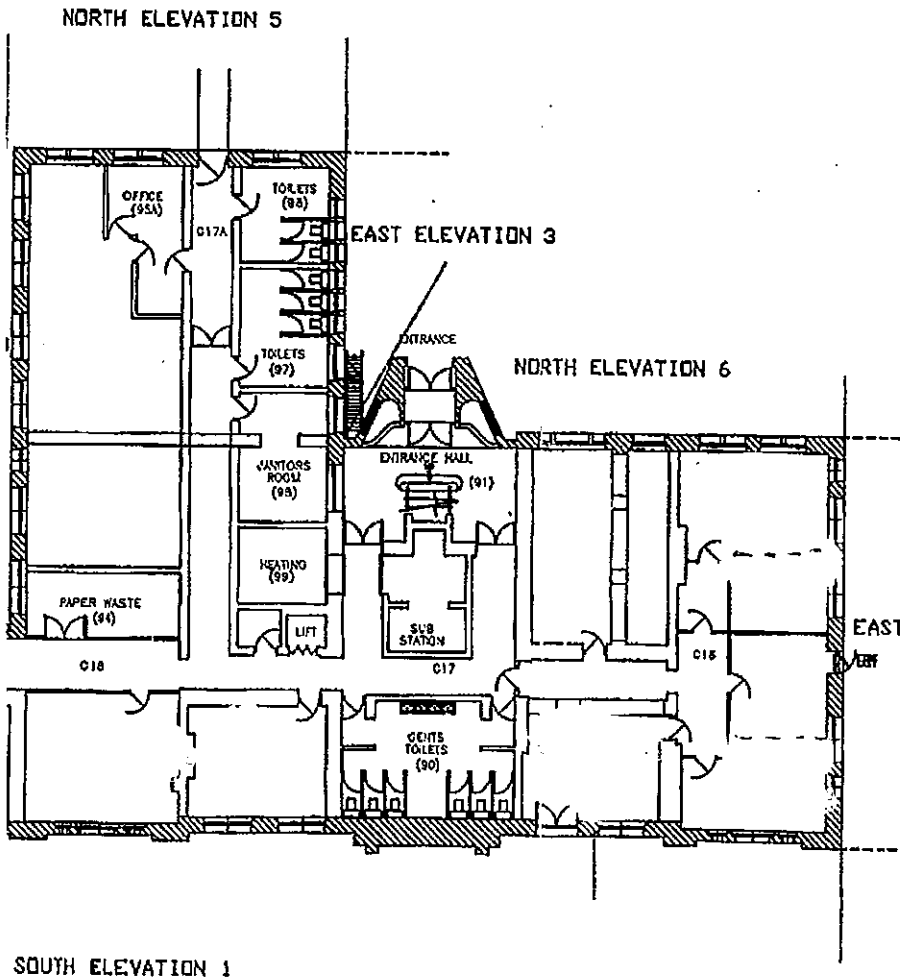 NORTH ELEVATION 5
OFFICE
(95A)
C17A
TOILETS
(98)
EAST ELEVATION 3
ENTRANCE
NORTH ELEVATION 6
TOILETS
(97)
JANITORS
ROOM
ENTRANCE HALL
(91)
HEATING
(99)
PAPER WASTE
(94)
LIFT
SUB
STATION
C18
C17
C15
EAST
GENTS
TOILETS
(90)
SOUTH ELEVATION 1